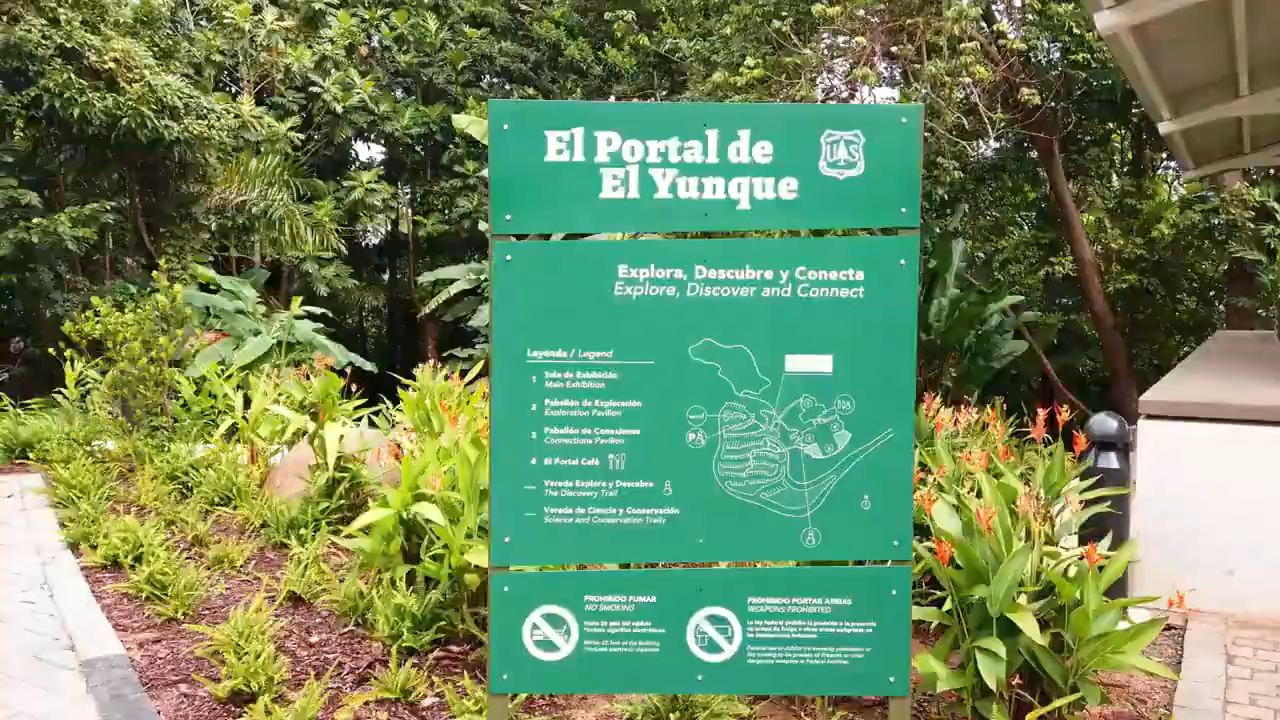 El Portal de
El Yunque
US
Explora, Descubre y Conecta
Explore, Discover and Connect
Leyenda / Legend
1 Sala de Exhibición
Main Exhibition
2 Pabellón de Exploración
Exploration Pavilion
3 Pabellón de Conexiones
Connections Pavilion
4 El Portal Café
Vereda Explora y Descubre
The Discovery Trail
Vereda de Ciencia y Conservación
Science and Conservation Trails
PROHIBIDO FUMAR
NO SMOKING
PROHIBIDO PORTAR ARMAS
WEAPONS PROHIBITED